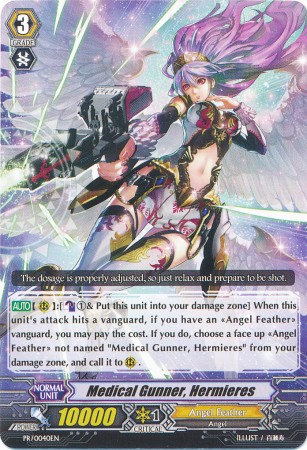 3
GRADE
The dosage is properly adjusted, so just relax and prepare to be shot.
AUTO [R]:[①& Put this unit into your damage zone] When this
unit's attack hits a vanguard, if you have an «Angel Feather»
vanguard, you may pay the cost. If you do, choose a face up «Angel
Feather» not named "Medical Gunner, Hermieres" from your
damage zone, and call it to [R].
NORMAL
UNIT
Medical Gunner, Hermieres
POWER
10000
1
CRITICAL
Angel Feather
Angel
PR/0040EN
ILLUST / 百瀬寿